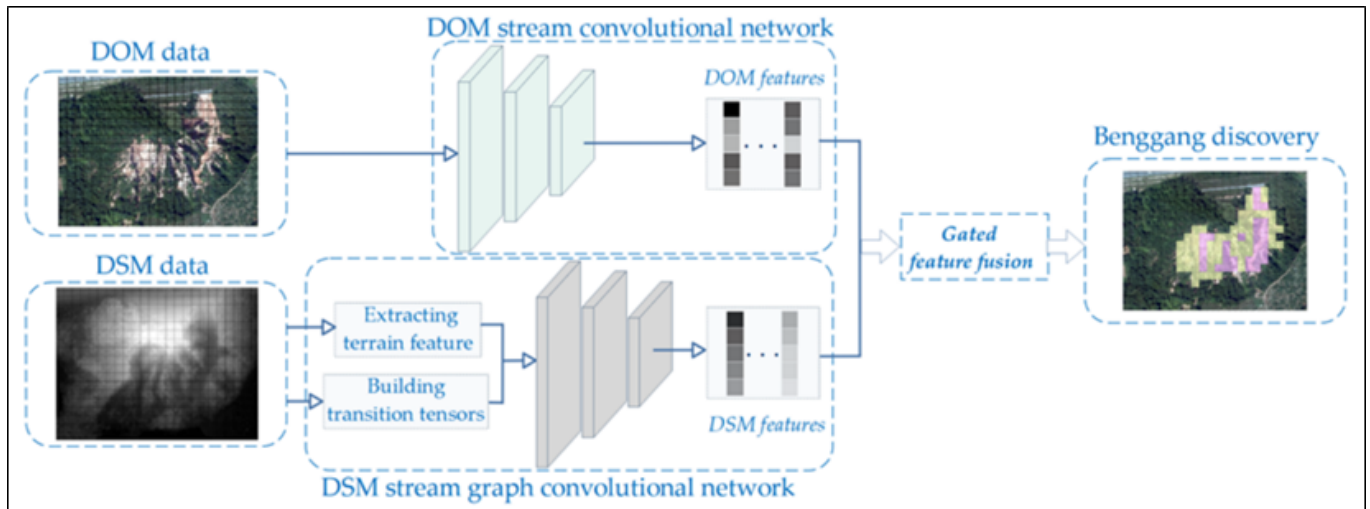 DOM stream convolutional network
DOM data
DOM features
Benggang discovery
Gated
feature fusion
DSM data
Extracting
terrain feature
Building
transition tensors
DSM features
DSM stream graph convolutional network